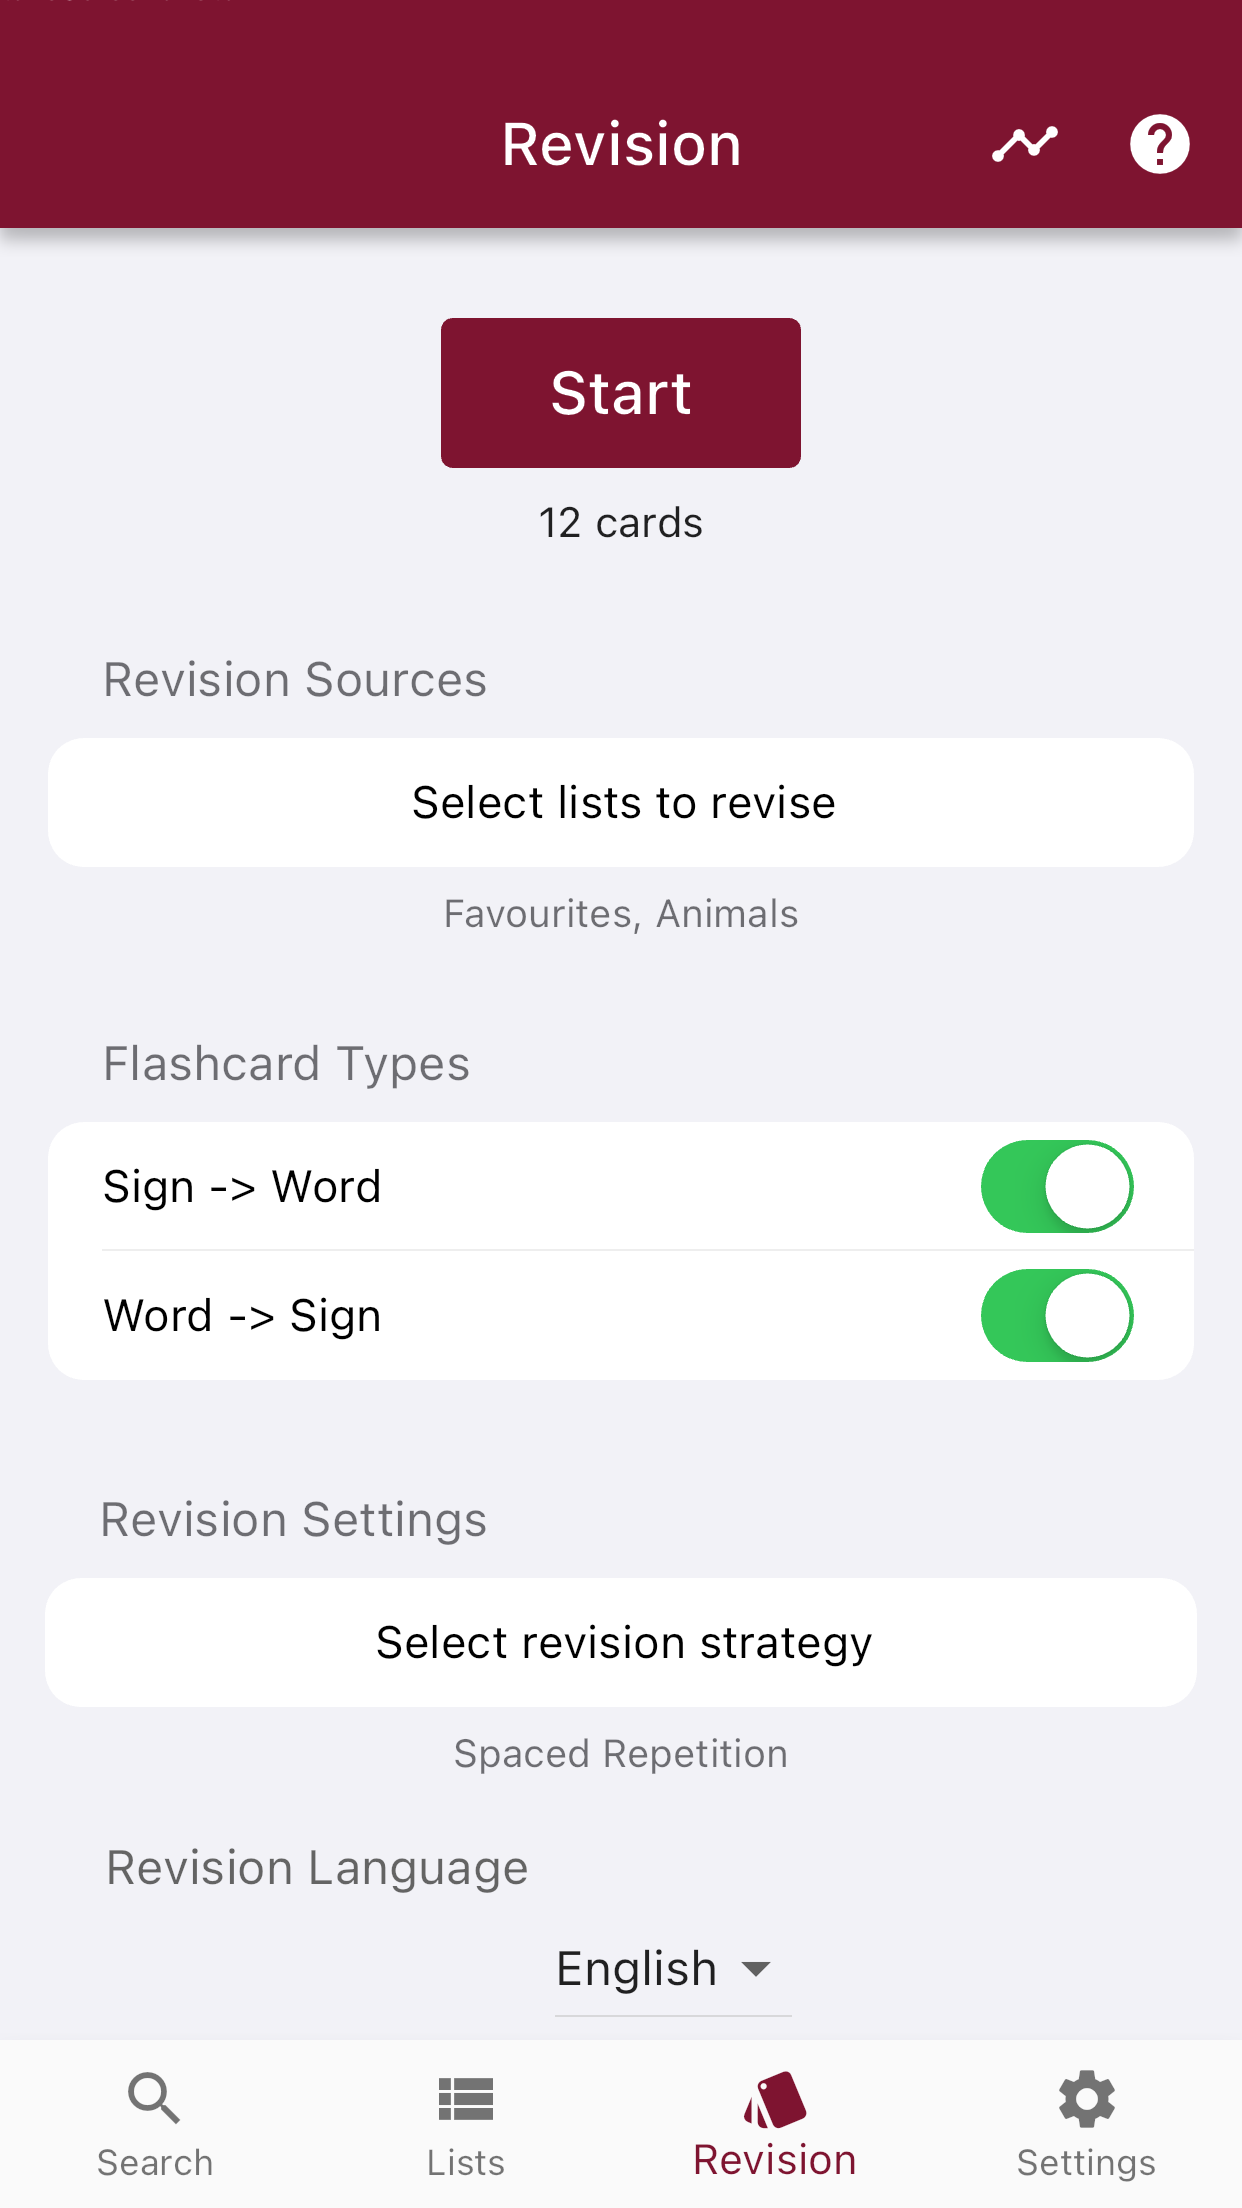 Revision
Start
12 cards
Revision Sources
Select lists to revise
Favourites, Animals
Flashcard Types
Sign -> Word
Word -> Sign
Revision Settings
Select revision strategy
Spaced Repetition
Revision Language
English
Search
Lists
Revision
Settings